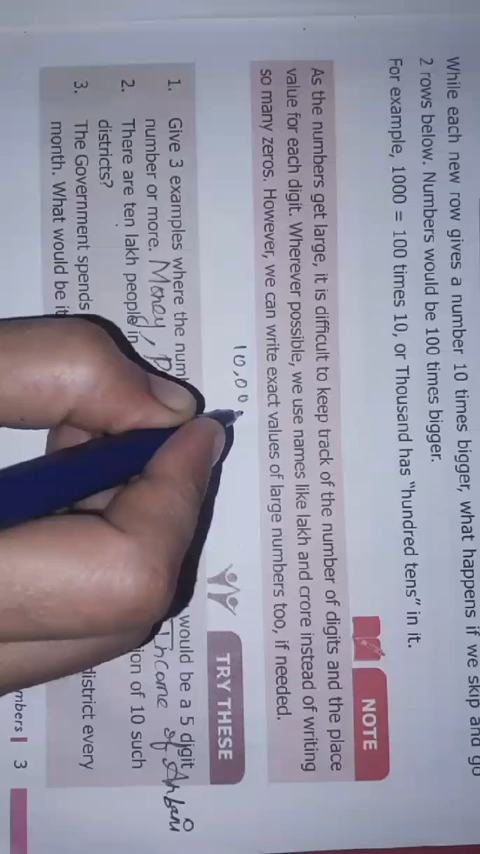 While each new row gives a number 10 times bigger, what happens if we skip and go
2 rows below. Numbers would be 100 times bigger.
For example, 1000 = 100 times 10, or Thousand has "hundred tens" in it.
NOTE
As the numbers get large, it is difficult to keep track of the number of digits and the place
value for each digit. Wherever possible, we use names like lakh and crore instead of writing
so many zeros. However, we can write exact values of large numbers too, if needed.
10,00
TRY THESE
1. Give 3 examples where the would be a 5 digit
number or more. Money, Income of Ambani
2. There are ten lakh people in of 10 such
districts?
3. The Government spends district every
month. What would be
3